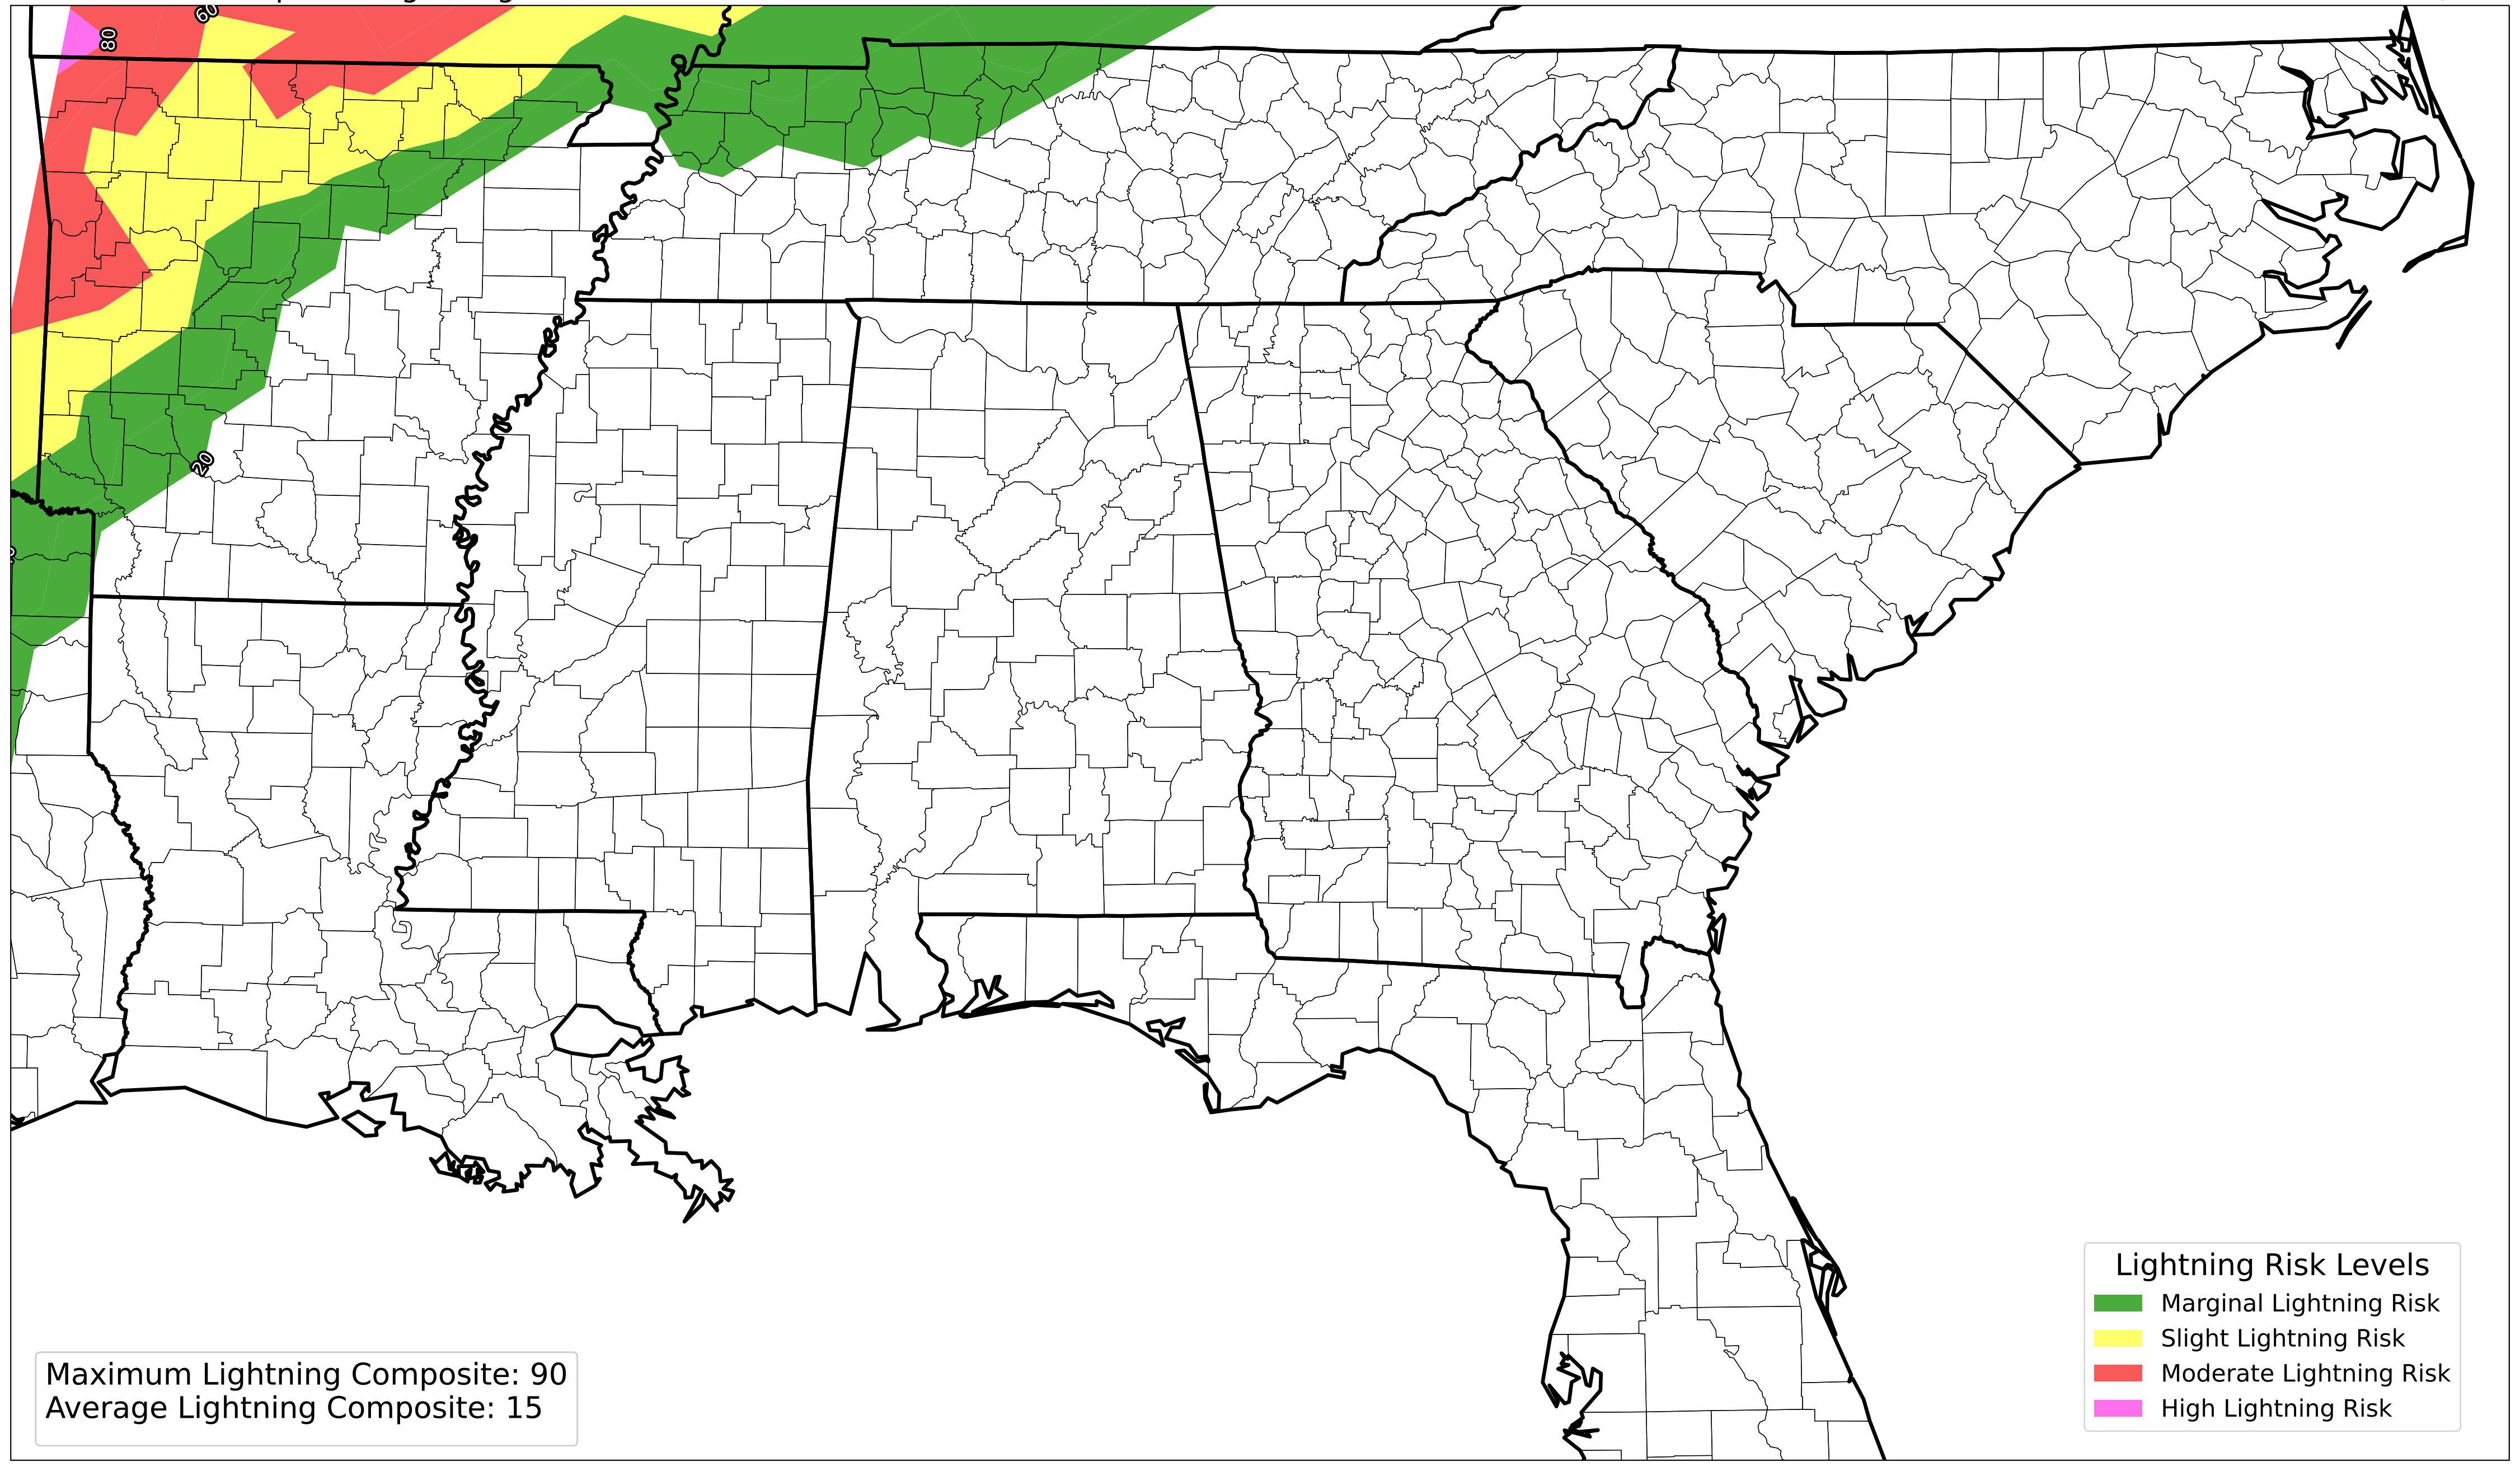 60
80
20
Lightning Risk Levels
Marginal Lightning Risk
Slight Lightning Risk
Moderate Lightning Risk
High Lightning Risk
Maximum Lightning Composite: 90
Average Lightning Composite: 15